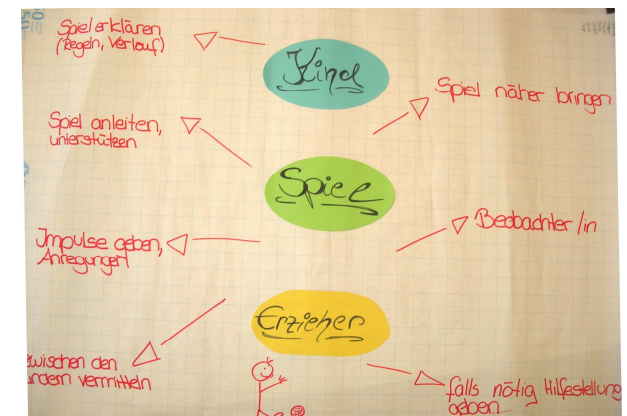 Spiel erklären
(Regeln, Verlauf)
Kind
Spiel näher bringen
Spiel anleiten,
unterstützen
Spiel
Beobachter/in
Impulse geben,
Anregungen
Erzieher
zwischen den
Kindern vermitteln
falls nötig Hilfestellung
geben